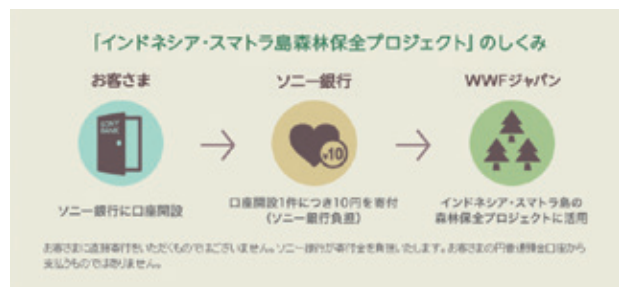 「インドネシア・スマトラ島森林保全プロジェクト」のしくみ
お客さま
ソニー銀行
WWFジャパン
SONY
BANK
¥10
ソニー銀行に口座開設
口座開設1件につき10円を寄付
(ソニー銀行負担)
インドネシア・スマトラ島の
森林保全プロジェクトに活用
お客さまに直接寄付をいただくものではございません。ソニー銀行が寄付金を負担いたします。お客さまの円普通預金口座から
支払うものではありません。